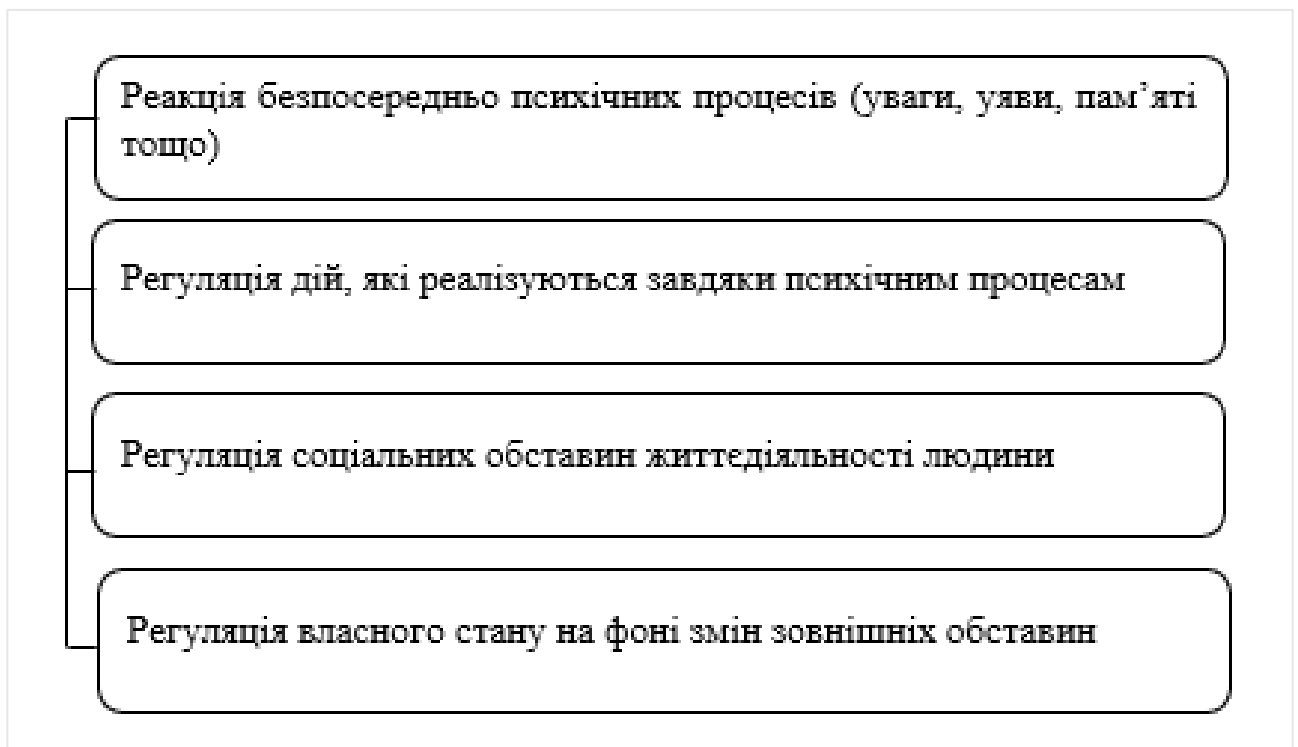 Реакція безпосередньо психічних процесів (уваги, уяви, пам’яті
тощо)
Регуляція дій, які реалізуються завдяки психічним процесам
Регуляція соціальних обставин життєдіяльності людини
Регуляція власного стану на фоні змін зовнішніх обставин